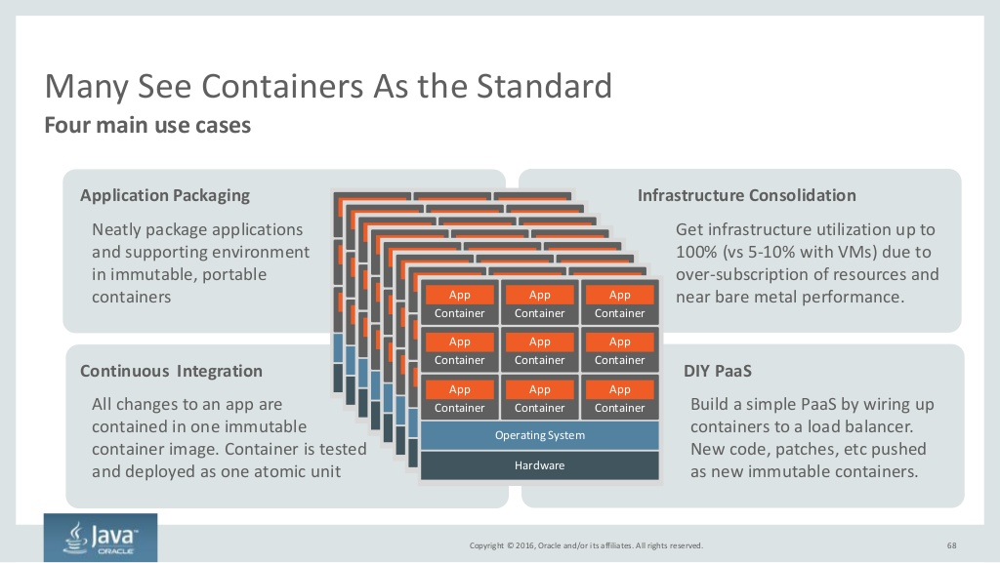 Many See Containers As the Standard
Four main use cases
Application Packaging
Neatly package applications
and supporting environment
in immutable, portable
containers
Infrastructure Consolidation
Get infrastructure utilization up to
100% (vs 5-10% with VMs) due to
over-subscription of resources and
near bare metal performance.
App App App
Container Container Container
App App App
Container Container Container
App App App
Container Container Container
Operating System
Hardware
Continuous Integration
All changes to an app are
contained in one immutable
container image. Container is tested
and deployed as one atomic unit
DIY PaaS
Build a simple PaaS by wiring up
containers to a load balancer.
New code, patches, etc pushed
as new immutable containers.
Java™
ORACLE
Copyright © 2016, Oracle and/or its affiliates. All rights reserved.
68